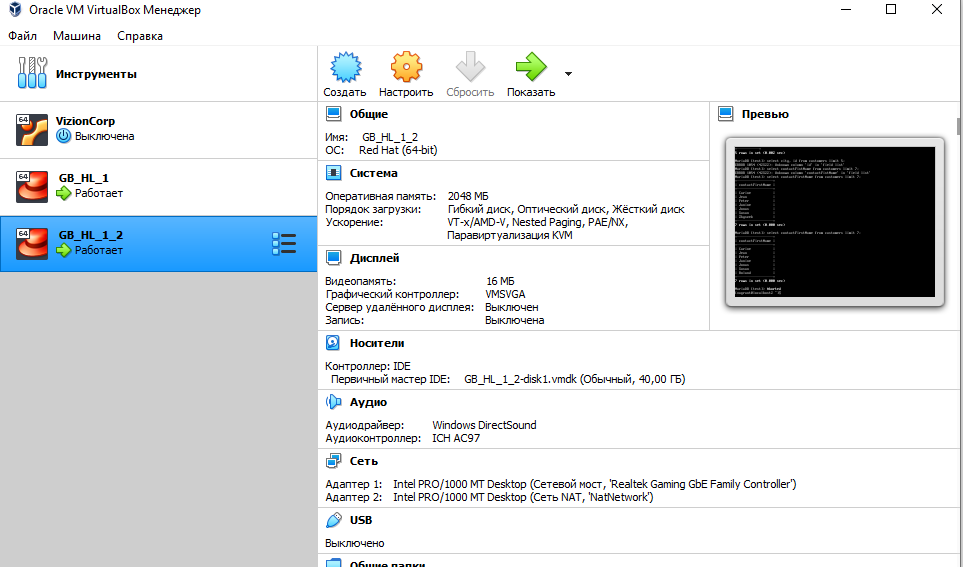 Oracle VM VirtualBox Менеджер
Файл Машина Справка
Инструменты
64 VizionCorp
Выключена
64 GB_HL_1
Работает
64 GB_HL_1_2
Работает
Создать Настроить Сбросить Показать
Общие
Имя: GB_HL_1_2
ОС: Red Hat (64-bit)
Система
Оперативная память: 2048 МБ
Порядок загрузки: Гибкий диск, Оптический диск, Жёсткий диск
Ускорение: VT-x/AMD-V, Nested Paging, PAE/NX,
Паравиртуализация KVM
Дисплей
Видеопамять: 16 МБ
Графический контроллер: VMSVGA
Сервер удалённого дисплея: Выключен
Запись: Выключена
Превью
Носители
Контроллер: IDE
Первичный мастер IDE: GB_HL_1_2-disk1.vmdk (Обычный, 40,00 ГБ)
Аудио
Аудиодрайвер: Windows DirectSound
Аудиоконтроллер: ICH AC97
Сеть
Адаптер 1: Intel PRO/1000 MT Desktop (Сетевой мост, 'Realtek Gaming GbE Family Controller')
Адаптер 2: Intel PRO/1000 MT Desktop (Сеть NAT, 'NatNetwork')
USB
Выключено
Общие папки